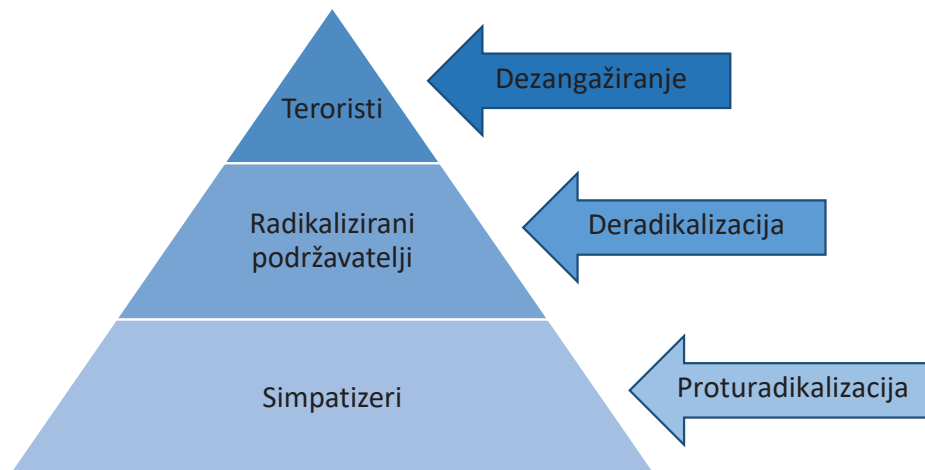 Teroristi
Dezangažiranje
Radikalizirani
podržavatelji
Deradikalizacija
Simpatizeri
Proturadikalizacija